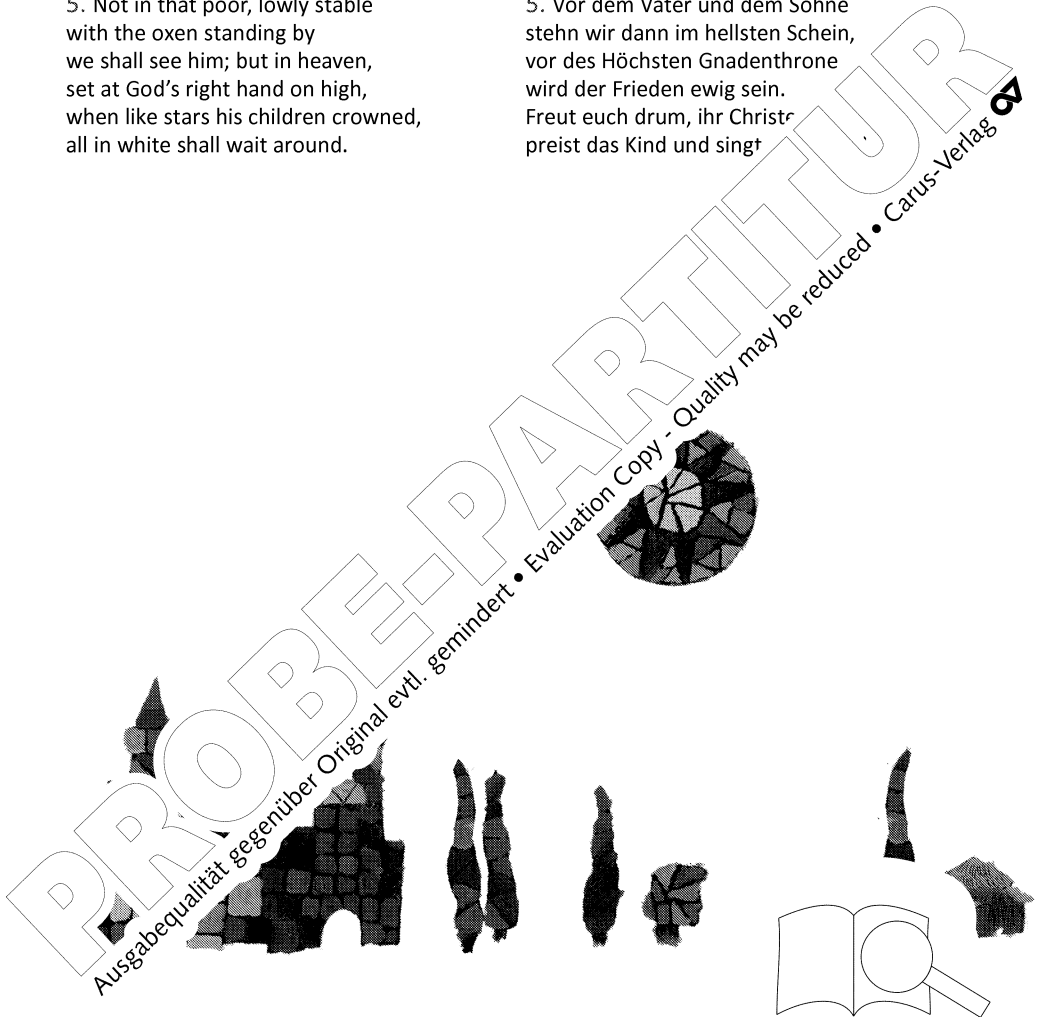 5. Not in that poor, lowly stable
with the oxen standing by
we shall see him; but in heaven,
set at God’s right hand on high,
when like stars his children crowned,
all in white shall wait around.
5. Vor dem Vater und dem Sohne
stehn wir dann im hellsten Schein,
vor des Höchsten Gnadenthrone
wird der Frieden ewig sein.
Freut euch drum, ihr
preist das Kind und singt
PROBE-PARTITUR
Ausgabequalität gegenüber Original evtl. gemindert • Evaluation Copy - Quality may be reduced • Carus-Verlag